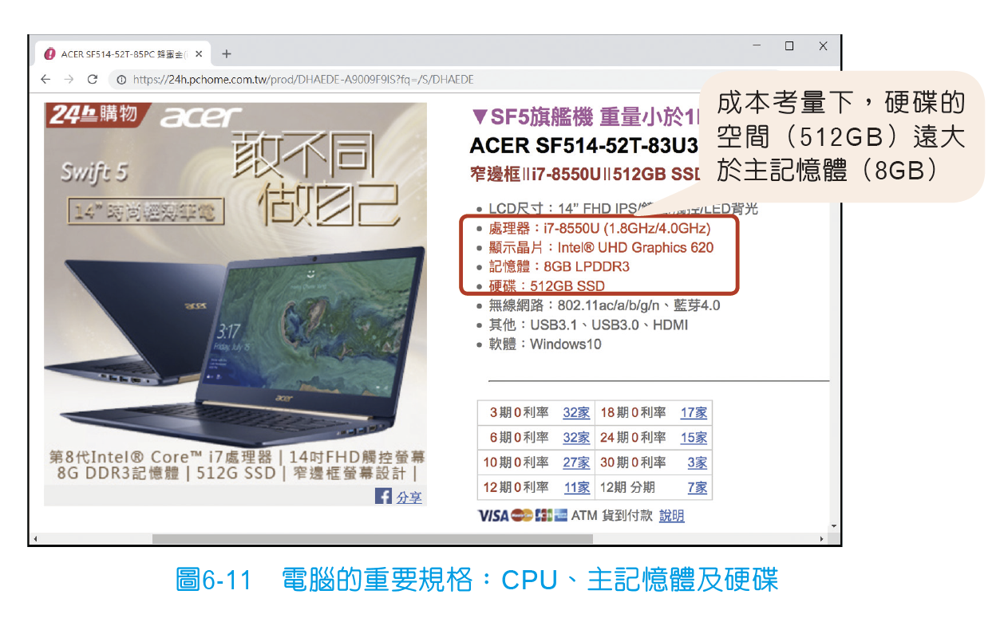 ACER SF514-52T-85PC 蜂蜜金(
https://24h.pchome.com.tw/prod/DHAEDE-A9009F9IS?fq=/S/DHAEDE
24h購物 acer
敢不同
做自己
Swift 5
14" 時尚輕薄筆電
acer
3:17
Friday, July 15
acer
第8代Intel® Core™ i7處理器 | 14吋FHD觸控螢幕
8G DDR3記憶體 | 512G SSD | 窄邊框螢幕設計 |
分享
▼SF5旗艦機 重量小於1
ACER SF514-52T-83U3
窄邊框∥i7-8550U∥512GB SSD
成本考量下，硬碟的
空間（512GB）遠大
於主記憶體（8GB）
• LCD尺寸：14" FHD IPS/ /LED背光
• 處理器：i7-8550U (1.8GHz/4.0GHz)
• 顯示晶片：Intel® UHD Graphics 620
• 記憶體：8GB LPDDR3
• 硬碟：512GB SSD
• 無線網路：802.11ac/a/b/g/n、藍芽4.0
• 其他：USB3.1、USB3.0、HDMI
• 軟體：Windows10
3期0利率 32家 18期0利率 17家
6期0利率 32家 24期0利率 15家
10期0利率 27家 30期0利率 3家
12期0利率 11家 12期 分期 7家
VISA MasterCard JCB ATM 貨到付款 說明
圖6-11 電腦的重要規格：CPU、主記憶體及硬碟